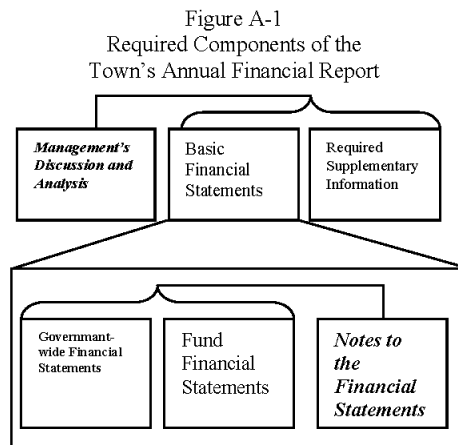 Figure A-1
Required Components of the
Town's Annual Financial Report
Management's
Discussion and
Analysis
Basic
Financial
Statements
Required
Supplementary
Information
Governmant-
wide Financial
Statements
Fund
Financial
Statements
Notes to
the
Financial
Statements